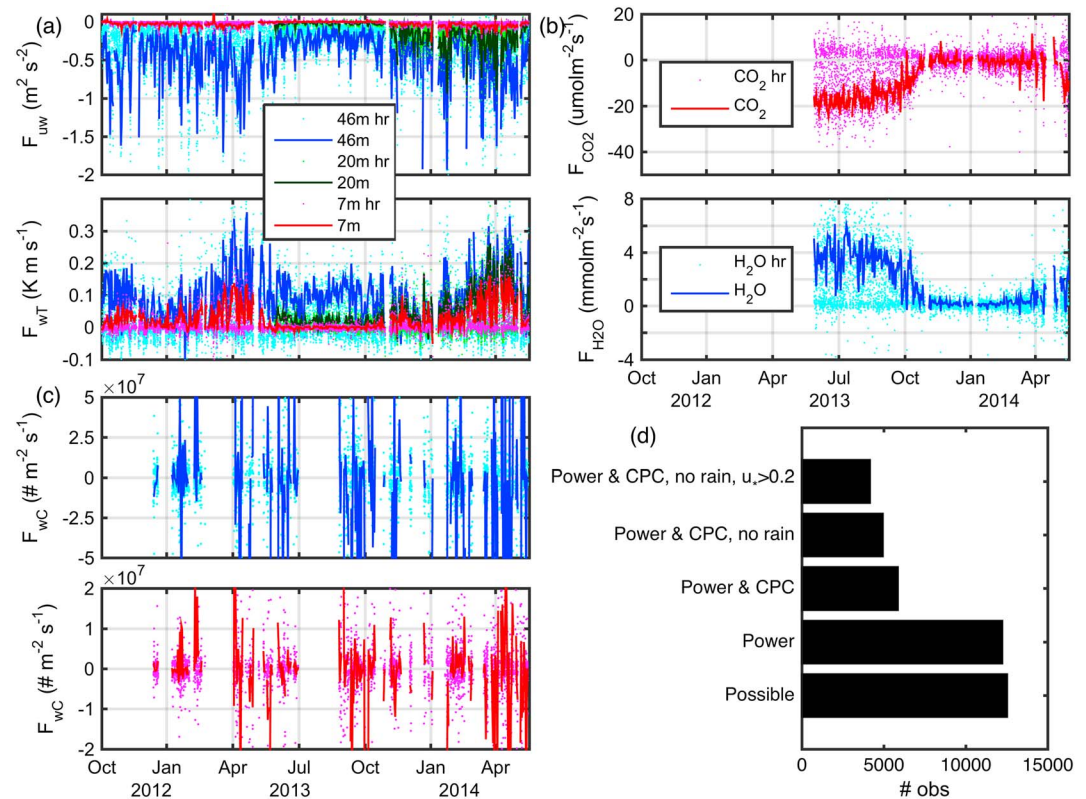 (a)
0
-0.5
-1
-1.5
-2
F_uw (m² s⁻²)
46m hr
46m
20m hr
20m
7m hr
7m
0.3
0.2
0.1
0
-0.1
F_wT (K m s⁻¹)
(b)
20
0
-20
-40
F_CO2 (umolm⁻²s⁻¹)
CO₂ hr
CO₂
8
4
0
-4
F_H2O (mmolm⁻²s⁻¹)
H₂O hr
H₂O
Oct Jan Apr Jul Oct Jan Apr
2012 2013 2014
(c)
×10⁷
5
2.5
0
-2.5
-5
F_wC (# m⁻² s⁻¹)
×10⁷
2
1
0
-1
-2
F_wC (# m⁻² s⁻¹)
Oct Jan Apr Jul Oct Jan Apr
2012 2013 2014
(d)
Power & CPC, no rain, u*>0.2
Power & CPC, no rain
Power & CPC
Power
Possible
0 5000 10000 15000
# obs